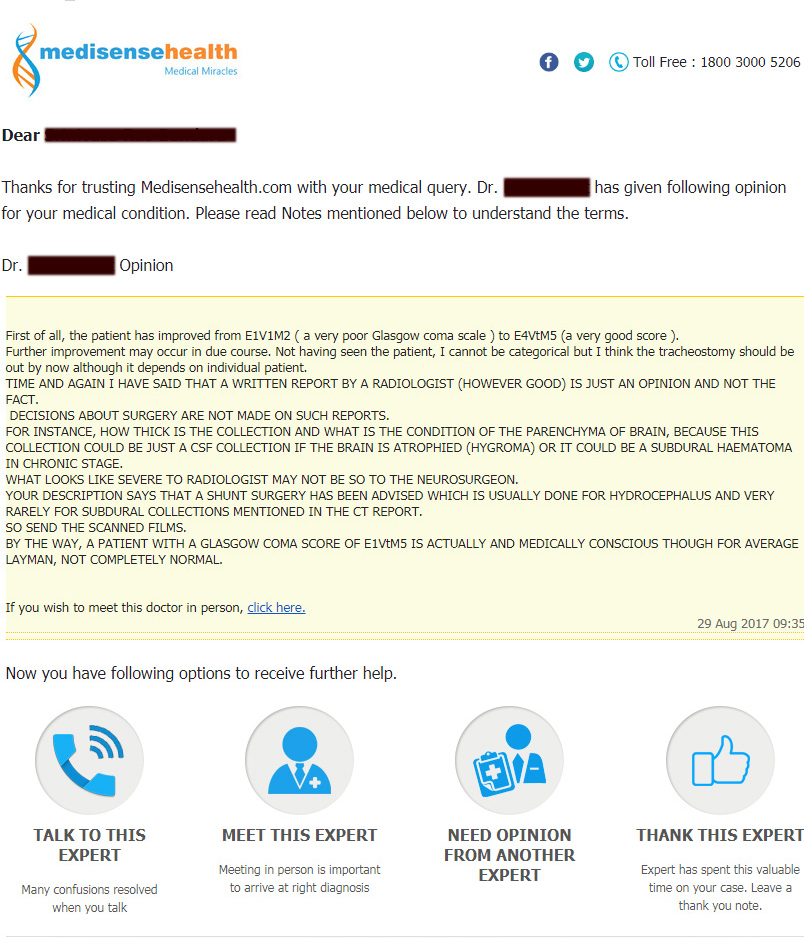 medisensehealth
Medical Miracles
Toll Free : 1800 3000 5206
Dear
Thanks for trusting Medisensehealth.com with your medical query. Dr. has given following opinion
for your medical condition. Please read Notes mentioned below to understand the terms.
Dr. Opinion
First of all, the patient has improved from E1V1M2 ( a very poor Glasgow coma scale ) to E4VtM5 (a very good score ).
Further improvement may occur in due course. Not having seen the patient, I cannot be categorical but I think the tracheostomy should be
out by now although it depends on individual patient.
TIME AND AGAIN I HAVE SAID THAT A WRITTEN REPORT BY A RADIOLOGIST (HOWEVER GOOD) IS JUST AN OPINION AND NOT THE
FACT.
DECISIONS ABOUT SURGERY ARE NOT MADE ON SUCH REPORTS.
FOR INSTANCE, HOW THICK IS THE COLLECTION AND WHAT IS THE CONDITION OF THE PARENCHYMA OF BRAIN, BECAUSE THIS
COLLECTION COULD BE JUST A CSF COLLECTION IF THE BRAIN IS ATROPHIED (HYGROMA) OR IT COULD BE A SUBDURAL HAEMATOMA
IN CHRONIC STAGE.
WHAT LOOKS LIKE SEVERE TO RADIOLOGIST MAY NOT BE SO TO THE NEUROSURGEON.
YOUR DESCRIPTION SAYS THAT A SHUNT SURGERY HAS BEEN ADVISED WHICH IS USUALLY DONE FOR HYDROCEPHALUS AND VERY
RARELY FOR SUBDURAL COLLECTIONS MENTIONED IN THE CT REPORT.
SO SEND THE SCANNED FILMS.
BY THE WAY, A PATIENT WITH A GLASGOW COMA SCORE OF E1VtM5 IS ACTUALLY AND MEDICALLY CONSCIOUS THOUGH FOR AVERAGE
LAYMAN, NOT COMPLETELY NORMAL.
If you wish to meet this doctor in person, click here.
29 Aug 2017 09:35
Now you have following options to receive further help.
TALK TO THIS
EXPERT
Many confusions resolved
when you talk
MEET THIS EXPERT
Meeting in person is important
to arrive at right diagnosis
NEED OPINION
FROM ANOTHER
EXPERT
THANK THIS EXPERT
Expert has spent this valuable
time on your case. Leave a
thank you note.